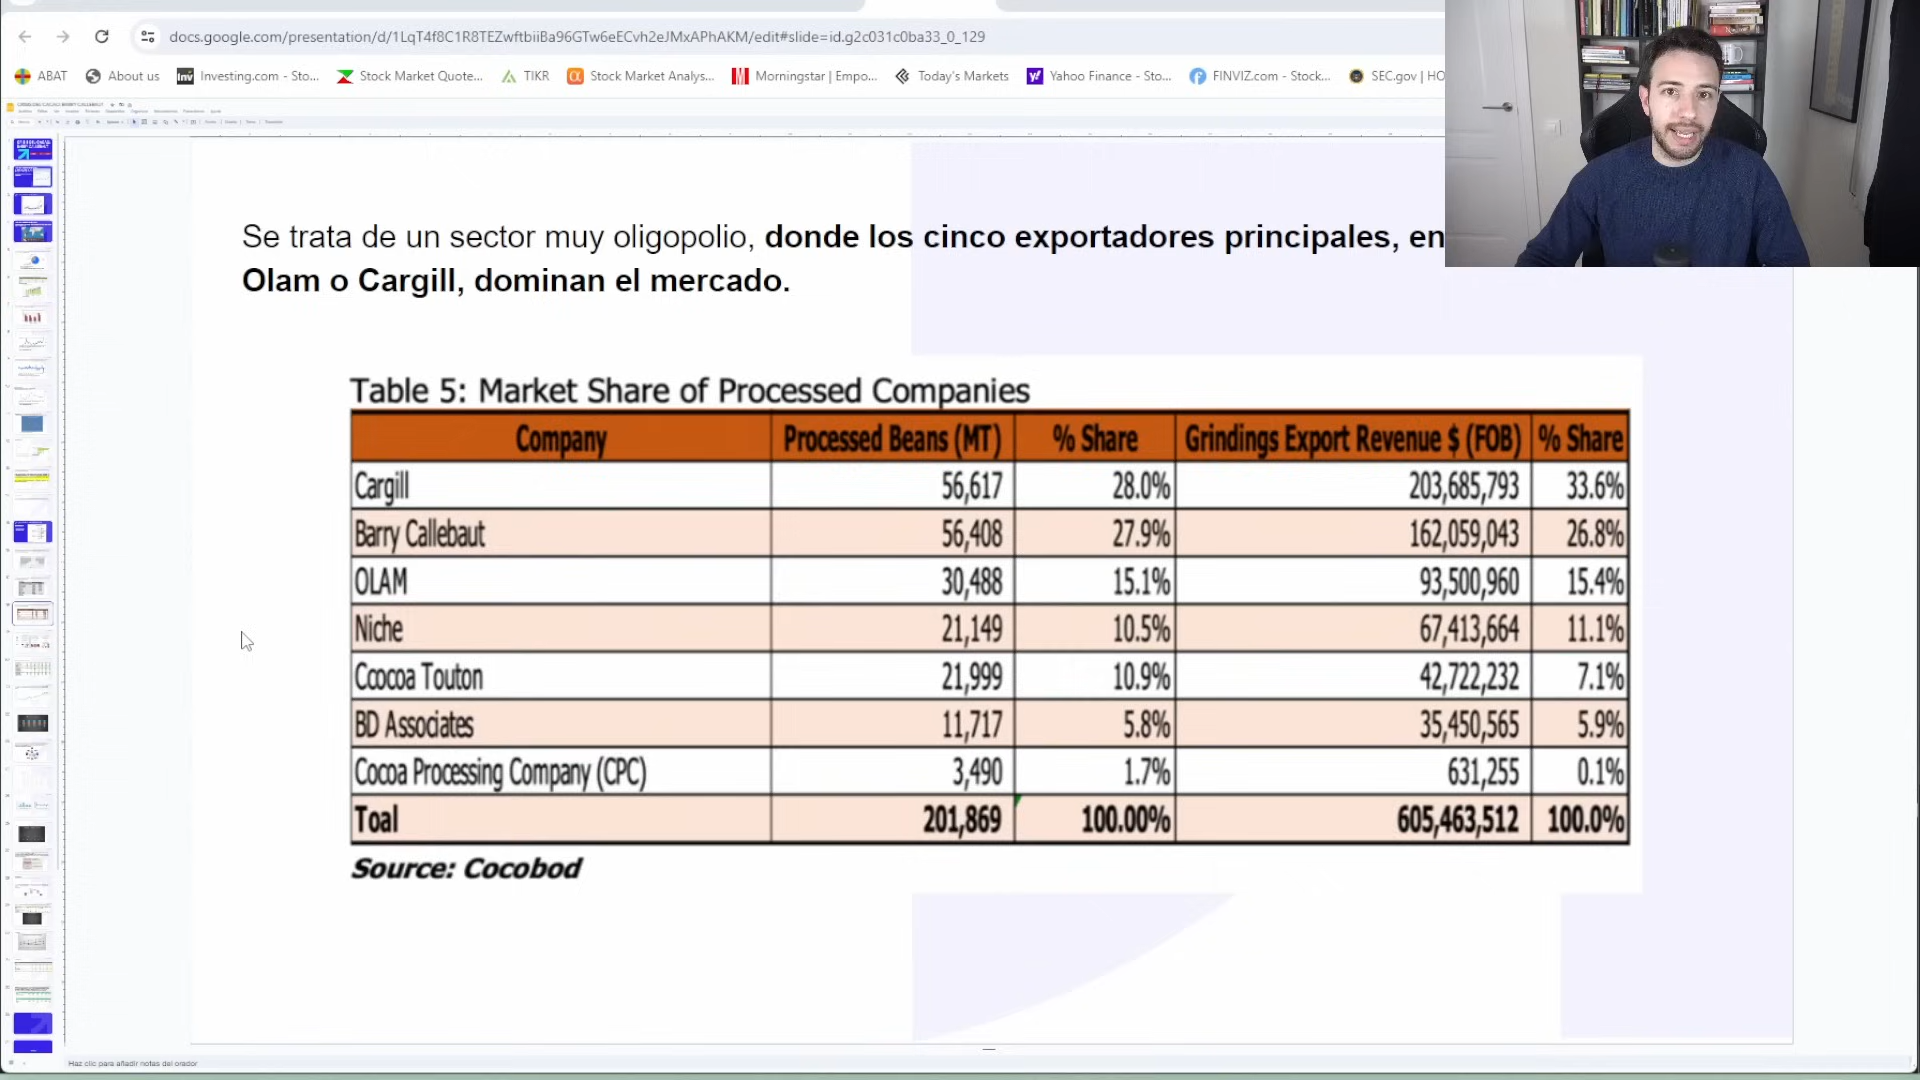 docs.google.com/presentation/d/1LqT4f8C1R8TEZwftbiiBa96GTw6eECvh2eJMxAPhAKM/edit#slide=id.g2c031c0ba33_0_129
ABAT About us Investing.com - Sto... Stock Market Quote... TIKR Stock Market Analys... Morningstar | Empo... Today's Markets Yahoo Finance - Sto... FINVIZ.com - Stock... SEC.gov | HO
Se trata de un sector muy oligopolio, donde los cinco exportadores principales, en
Olam o Cargill, dominan el mercado.
Table 5: Market Share of Processed Companies
Company Processed Beans (MT) % Share Grindings Export Revenue $ (FOB) % Share
Cargill 56,617 28.0% 203,685,793 33.6%
Barry Callebaut 56,408 27.9% 162,059,043 26.8%
OLAM 30,488 15.1% 93,500,960 15.4%
Niche 21,149 10.5% 67,413,664 11.1%
Ccocoa Touton 21,999 10.9% 42,722,232 7.1%
BD Associates 11,717 5.8% 35,450,565 5.9%
Cocoa Processing Company (CPC) 3,490 1.7% 631,255 0.1%
Toal 201,869 100.00% 605,463,512 100.0%
Source: Cocobod
Haz clic para añadir notas del orador